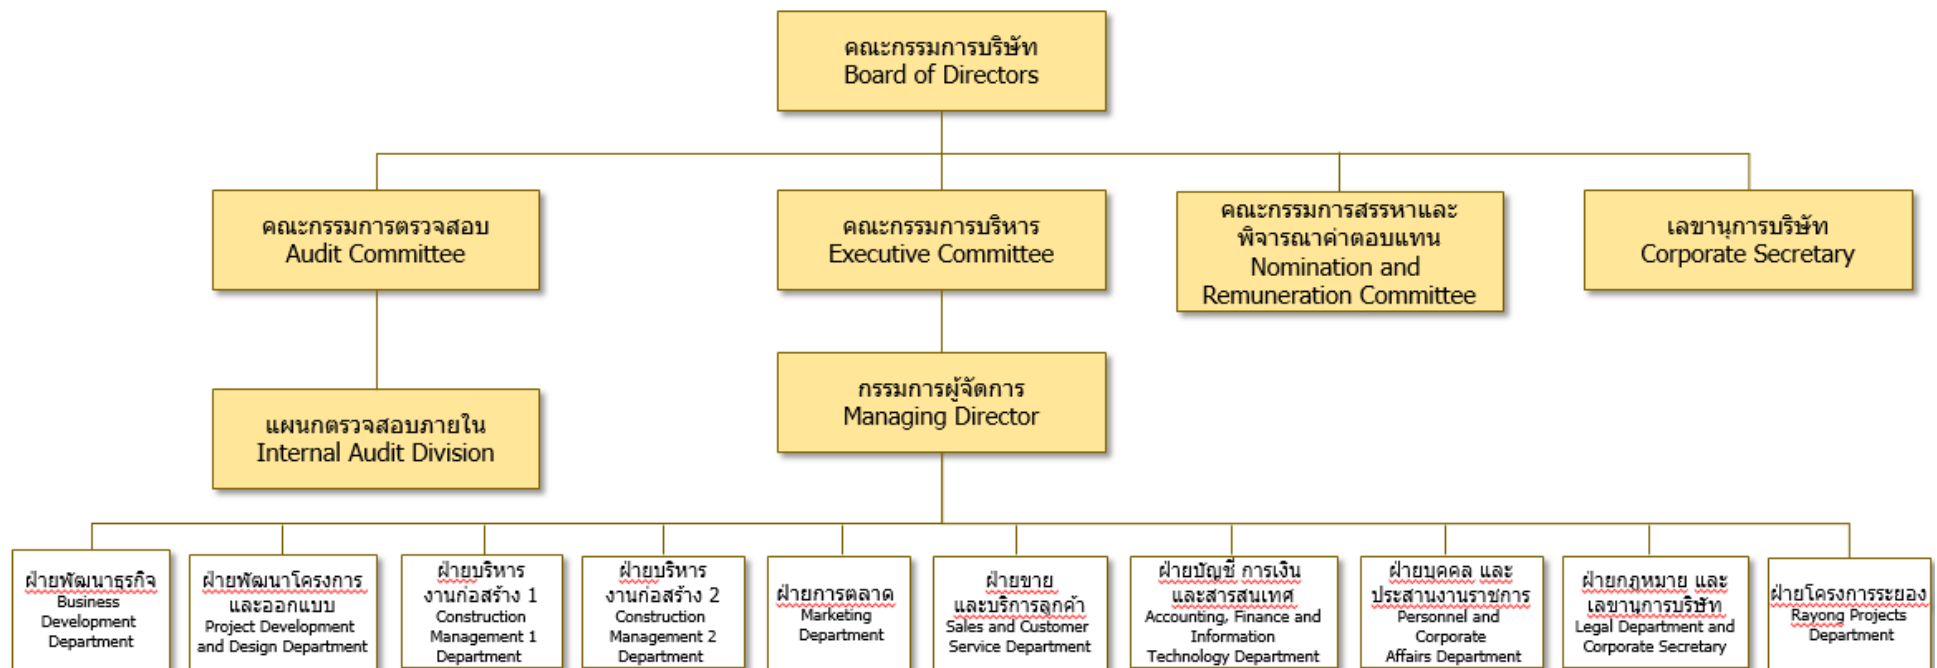 คณะกรรมการบริษัท
Board of Directors
คณะกรรมการตรวจสอบ
Audit Committee
คณะกรรมการบริหาร
Executive Committee
คณะกรรมการสรรหาและ
พิจารณาค่าตอบแทน
Nomination and
Remuneration Committee
เลขานุการบริษัท
Corporate Secretary
กรรมการผู้จัดการ
Managing Director
แผนกตรวจสอบภายใน
Internal Audit Division
ฝ่ายพัฒนาธุรกิจ
Business
Development
Department
ฝ่ายพัฒนาโครงการ
และออกแบบ
Project Development
and Design Department
ฝ่ายบริหาร
งานก่อสร้าง 1
Construction
Management 1
Department
ฝ่ายบริหาร
งานก่อสร้าง 2
Construction
Management 2
Department
ฝ่ายการตลาด
Marketing
Department
ฝ่ายขาย
และบริการลูกค้า
Sales and Customer
Service Department
ฝ่ายบัญชี การเงิน
และสารสนเทศ
Accounting, Finance and
Information
Technology Department
ฝ่ายบุคคล และ
ประสานงานราชการ
Personnel and
Corporate
Affairs Department
ฝ่ายกฎหมาย และ
เลขานุการบริษัท
Legal Department and
Corporate Secretary
ฝ่ายโครงการระยอง
Rayong Projects
Department